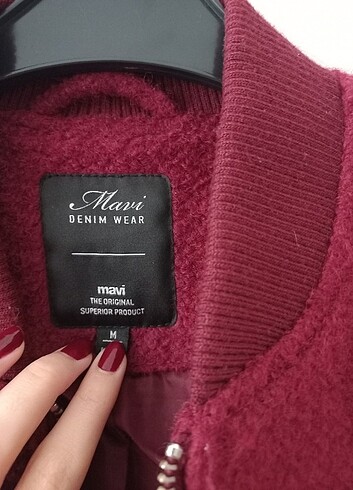 Mavi
DENIM WEAR
mavi
THE ORIGINAL
SUPERIOR PRODUCT
M